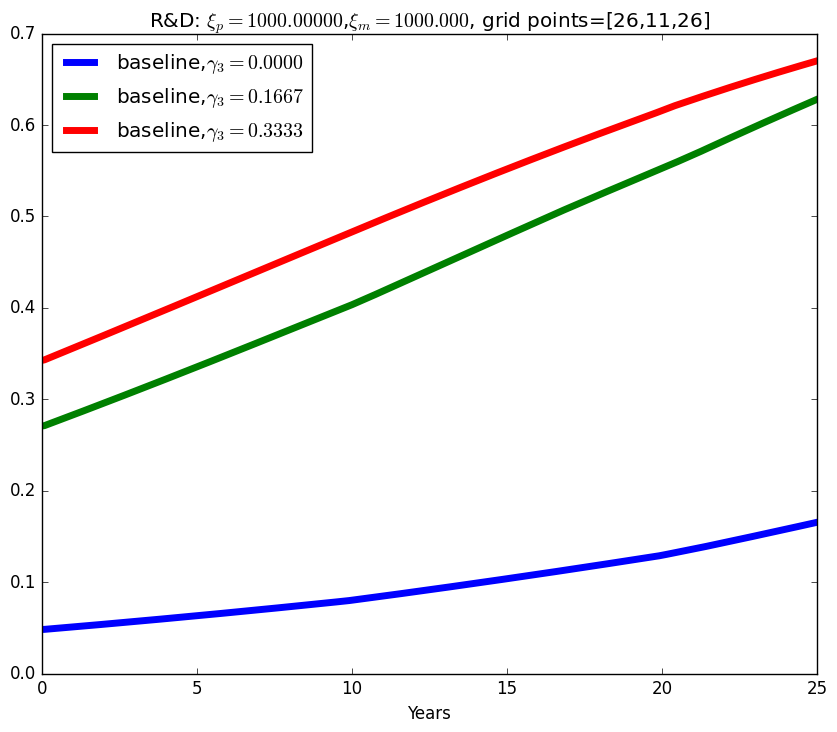 R&D: ξ_p = 1000.00000,ξ_m = 1000.000, grid points=[26,11,26]
baseline,γ_3 = 0.0000
baseline,γ_3 = 0.1667
baseline,γ_3 = 0.3333
0.7
0.6
0.5
0.4
0.3
0.2
0.1
0.0
0 5 10 15 20 25
Years